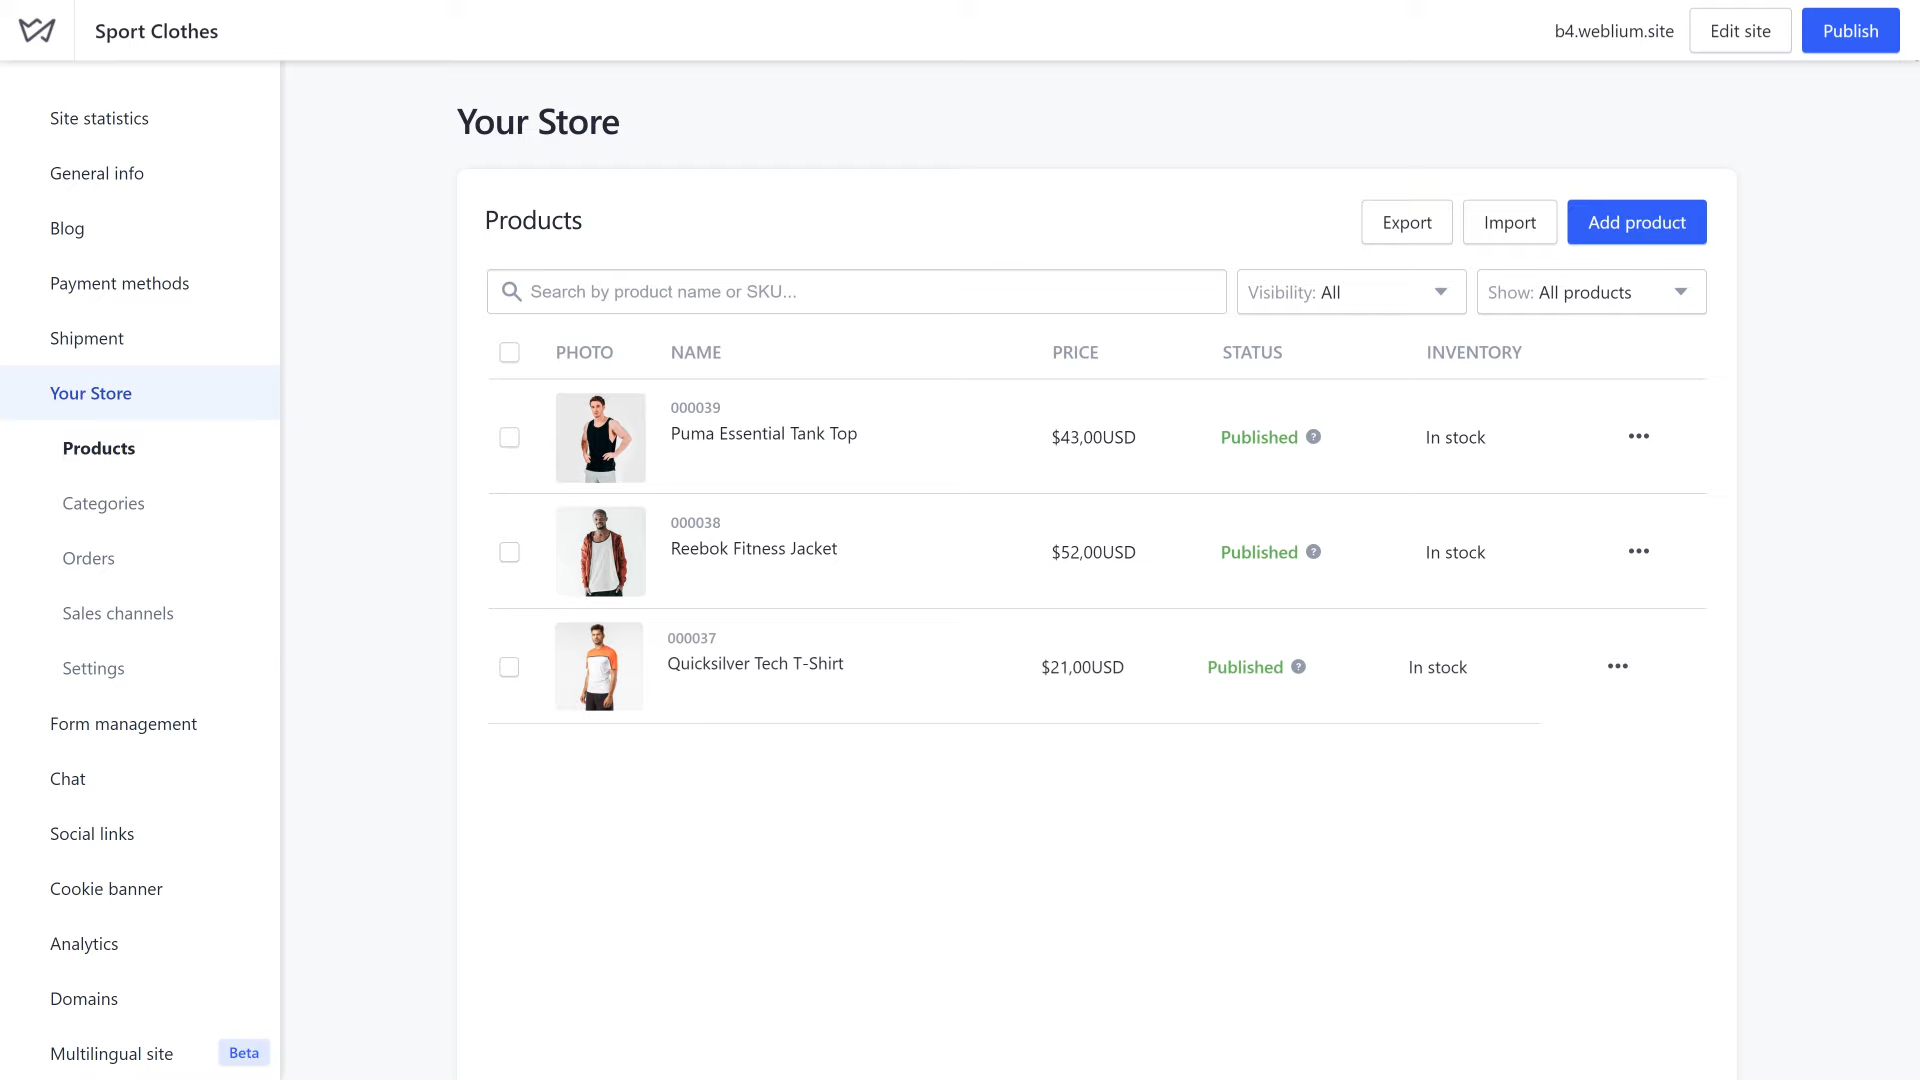 Sport Clothes
b4.weblium.site
Edit site
Publish
Site statistics
General info
Blog
Payment methods
Shipment
Your Store
Products
Categories
Orders
Sales channels
Settings
Form management
Chat
Social links
Cookie banner
Analytics
Domains
Multilingual site Beta
Your Store
Products
Export
Import
Add product
Search by product name or SKU...
Visibility: All
Show: All products
PHOTO NAME PRICE STATUS INVENTORY
000039
Puma Essential Tank Top
$43,00USD
Published ?
In stock
000038
Reebok Fitness Jacket
$52,00USD
Published ?
In stock
000037
Quicksilver Tech T-Shirt
$21,00USD
Published ?
In stock